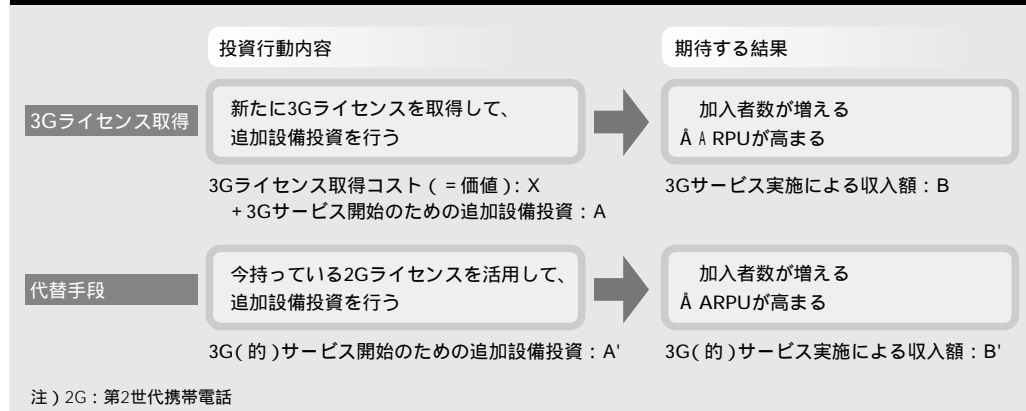 投資行動内容
期待する結果
3Gライセンス取得
新たに3Gライセンスを取得して、
追加設備投資を行う
加入者数が増える
Å A RPUが高まる
3Gライセンス取得コスト（=価値）: X
+3Gサービス開始のための追加設備投資：A
3Gサービス実施による収入額：B
代替手段
今持っている2Gライセンスを活用して、
追加設備投資を行う
加入者数が増える
Å ARPUが高まる
3G(的)サービス開始のための追加設備投資：A'
3G(的)サービス実施による収入額：B'
注）2G：第2世代携帯電話